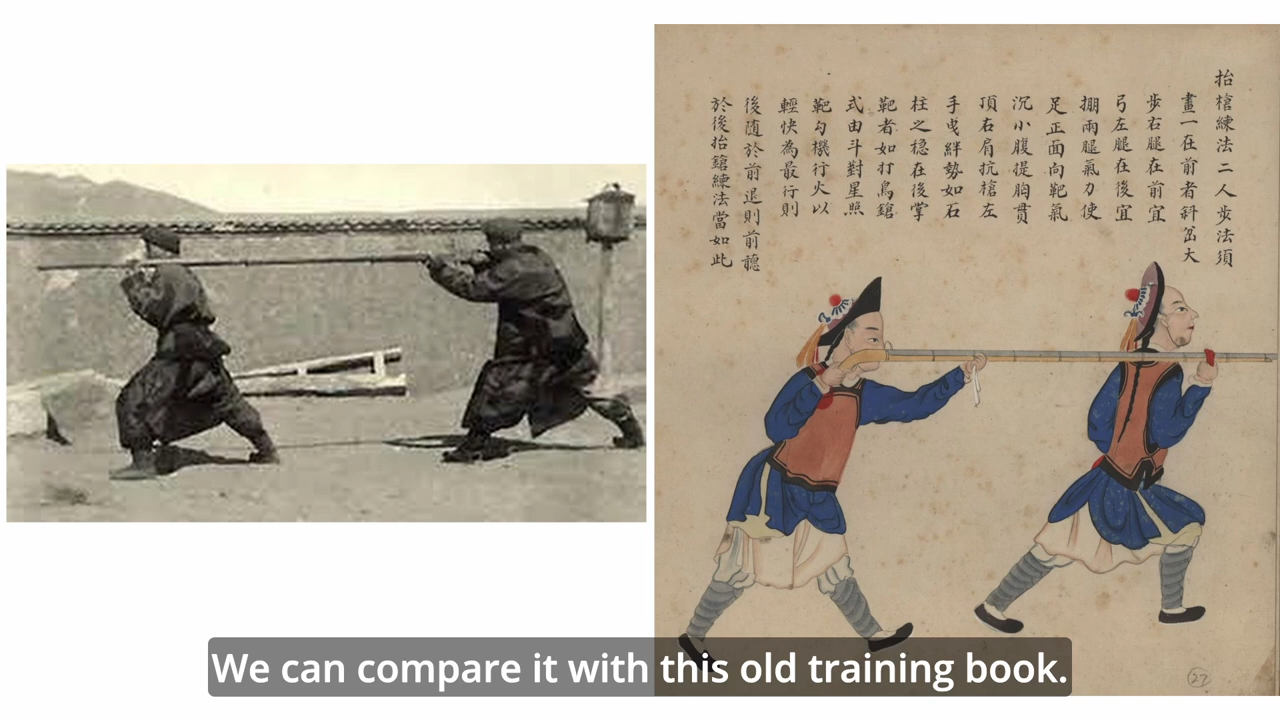 抬槍練法二人步法須
畫一在前者斜岔大
步右腿在前宜
弓左腿在後宜
掤兩腿氣力使
足正面向靶氣
沉小腹提胸貫
頂右肩抗槍左
手曳絆勢如石
柱之穩在後掌
靶者如打鳥鎗
式由斗對星照
靶勾機行火以
輕快為最行則
後随於前退則前聽
於後抬鎗練法當如此
27
We can compare it with this old training book.